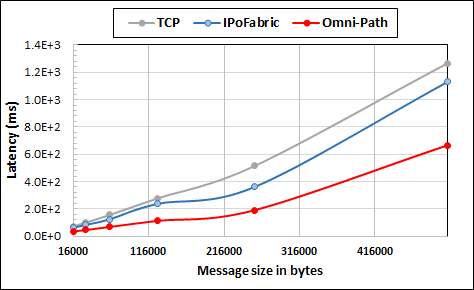 TCP IPoFabric Omni-Path
1.4E+3
1.2E+3
1.0E+3
8.0E+2
6.0E+2
4.0E+2
2.0E+2
0.0E+0
Latency (ms)
16000 116000 216000 316000 416000
Message size in bytes